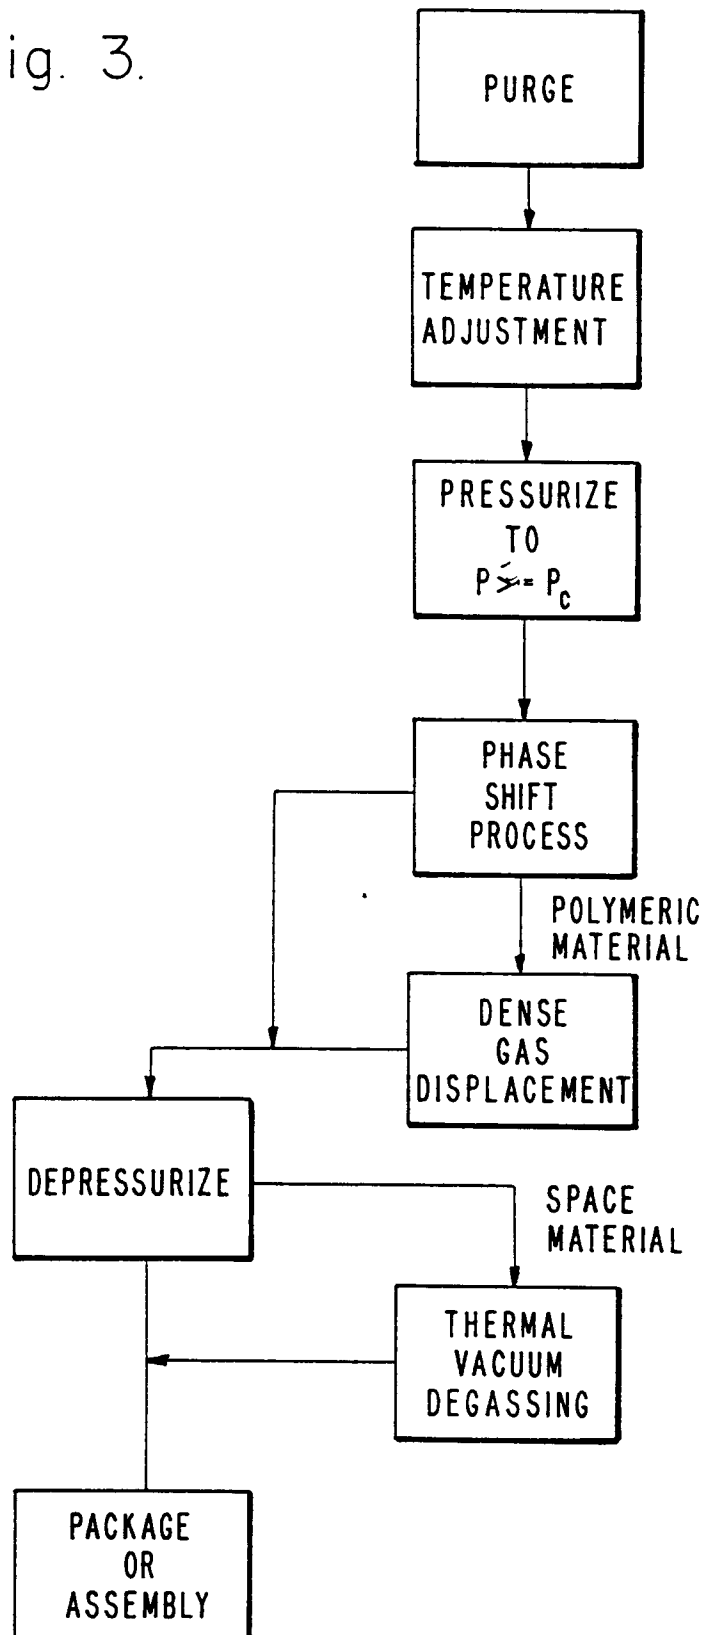 ig. 3.
PURGE
TEMPERATURE
ADJUSTMENT
PRESSURIZE
TO
P >= Pc
PHASE
SHIFT
PROCESS
POLYMERIC
MATERIAL
DENSE
GAS
DISPLACEMENT
DEPRESSURIZE
SPACE
MATERIAL
THERMAL
VACUUM
DEGASSING
PACKAGE
OR
ASSEMBLY